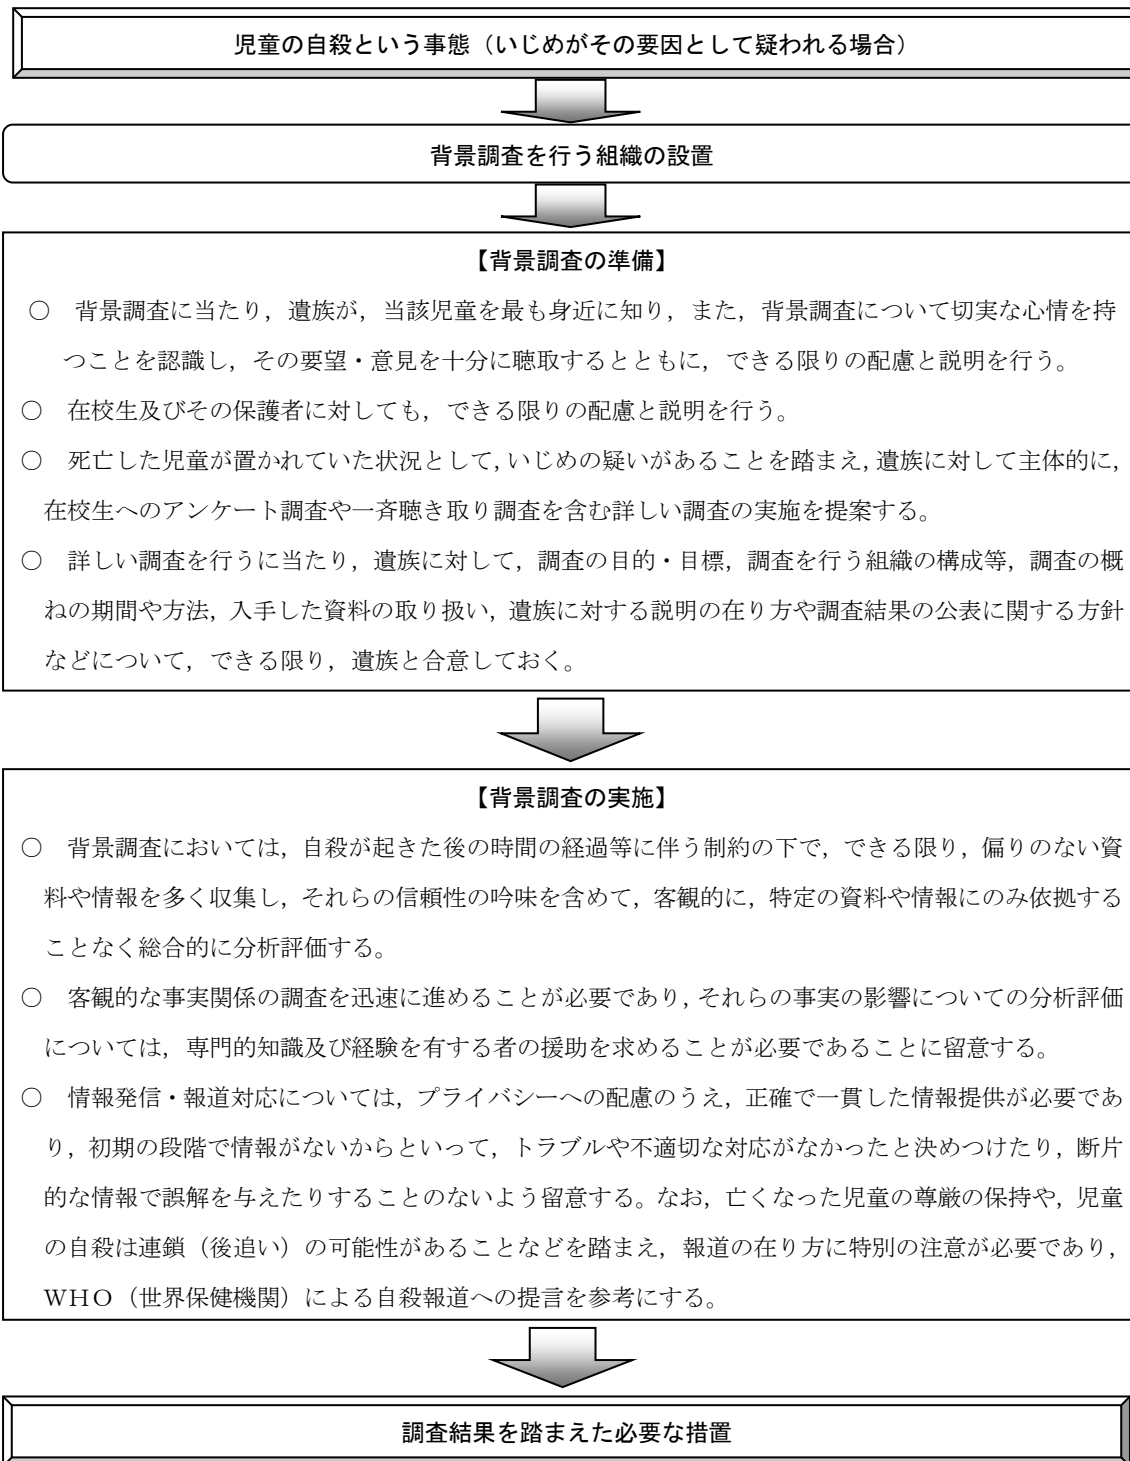 児童の自殺という事態（いじめがその要因として疑われる場合）
背景調査を行う組織の設置
【背景調査の準備】
○　背景調査に当たり，遺族が，当該児童を最も身近に知り，また，背景調査について切実な心情を持
つことを認識し，その要望・意見を十分に聴取するとともに，できる限りの配慮と説明を行う。
○　在校生及びその保護者に対しても，できる限りの配慮と説明を行う。
○　死亡した児童が置かれていた状況として，いじめの疑いがあることを踏まえ，遺族に対して主体的に，
在校生へのアンケート調査や一斉聴き取り調査を含む詳しい調査の実施を提案する。
○　詳しい調査を行うに当たり，遺族に対して，調査の目的・目標，調査を行う組織の構成等，調査の概
ねの期間や方法，入手した資料の取り扱い，遺族に対する説明の在り方や調査結果の公表に関する方針
などについて，できる限り，遺族と合意しておく。
【背景調査の実施】
○　背景調査においては，自殺が起きた後の時間の経過等に伴う制約の下で，できる限り，偏りのない資
料や情報を多く収集し，それらの信頼性の吟味を含めて，客観的に，特定の資料や情報にのみ依拠する
ことなく総合的に分析評価する。
○　客観的な事実関係の調査を迅速に進めることが必要であり，それらの事実の影響についての分析評価
については，専門的知識及び経験を有する者の援助を求めることが必要であることに留意する。
○　情報発信・報道対応については，プライバシーへの配慮のうえ，正確で一貫した情報提供が必要であ
り，初期の段階で情報がないからといって，トラブルや不適切な対応がなかったと決めつけたり，断片
的な情報で誤解を与えたりすることのないよう留意する。なお，亡くなった児童の尊厳の保持や，児童
の自殺は連鎖（後追い）の可能性があることなどを踏まえ，報道の在り方に特別の注意が必要であり，
ＷＨＯ（世界保健機関）による自殺報道への提言を参考にする。
調査結果を踏まえた必要な措置